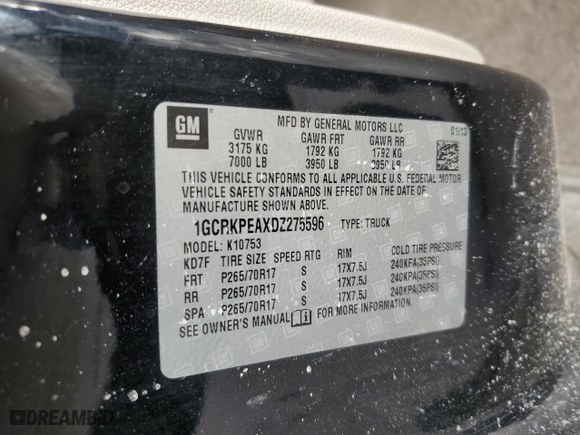 GM
MFD BY GENERAL MOTORS LLC 01/13
GVWR GAWR FRT GAWR RR
3175 KG 1792 KG 1792 KG
7000 LB 3950 LB 3950 LB
THIS VEHICLE CONFORMS TO ALL APPLICABLE U.S. FEDERAL MOTOR
VEHICLE SAFETY STANDARDS IN EFFECT ON THE DATE OF
MANUFACTURE SHOWN ABOVE.
1GCRKPEAXDZ275596 TYPE: TRUCK
MODEL: K10753
KD7F TIRE SIZE SPEED RTG RIM COLD TIRE PRESSURE
FRT P265/70R17 S 17X7.5J 240KPA(35PSI)
RR P265/70R17 S 17X7.5J 240KPA(35PSI)
SPA P265/70R17 S 17X7.5J 240KPA(35PSI)
SEE OWNER'S MANUAL FOR MORE INFORMATION.
DREAMBID